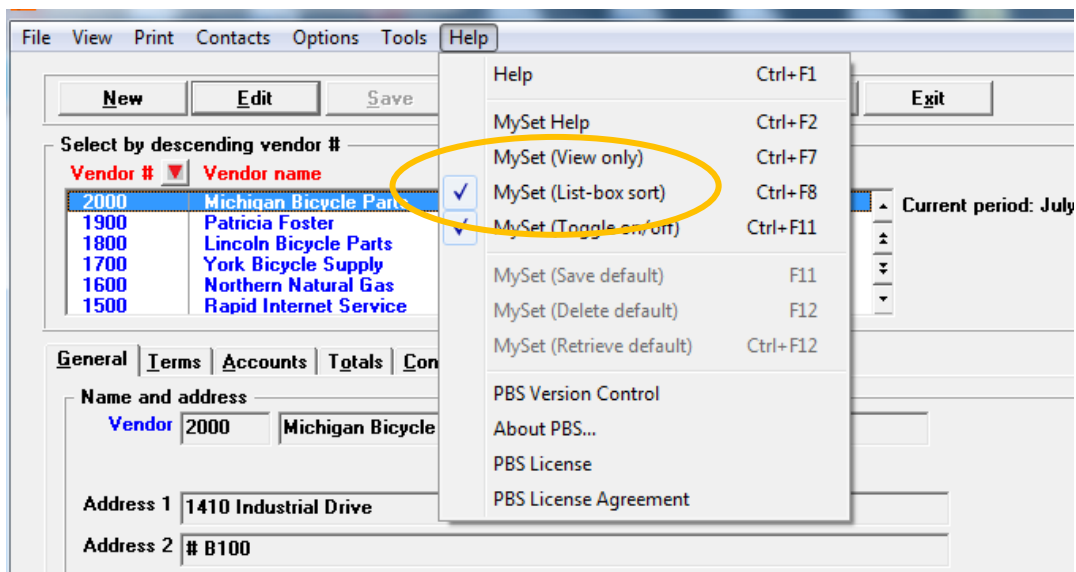 File View Print Contacts Options Tools Help
Help Ctrl+F1
MySet Help Ctrl+F2
MySet (View only) Ctrl+F7
MySet (List-box sort) Ctrl+F8
MySet (Toggle on/off) Ctrl+F11
MySet (Save default) F11
MySet (Delete default) F12
MySet (Retrieve default) Ctrl+F12
PBS Version Control
About PBS...
PBS License
PBS License Agreement
New Edit Save Exit
Select by descending vendor #
Vendor # Vendor name
2000 Michigan Bicycle Parts
1900 Patricia Foster
1800 Lincoln Bicycle Parts
1700 York Bicycle Supply
1600 Northern Natural Gas
1500 Rapid Internet Service
Current period: July
General Terms Accounts Totals Con
Name and address
Vendor 2000 Michigan Bicycle
Address 1 1410 Industrial Drive
Address 2 # B100